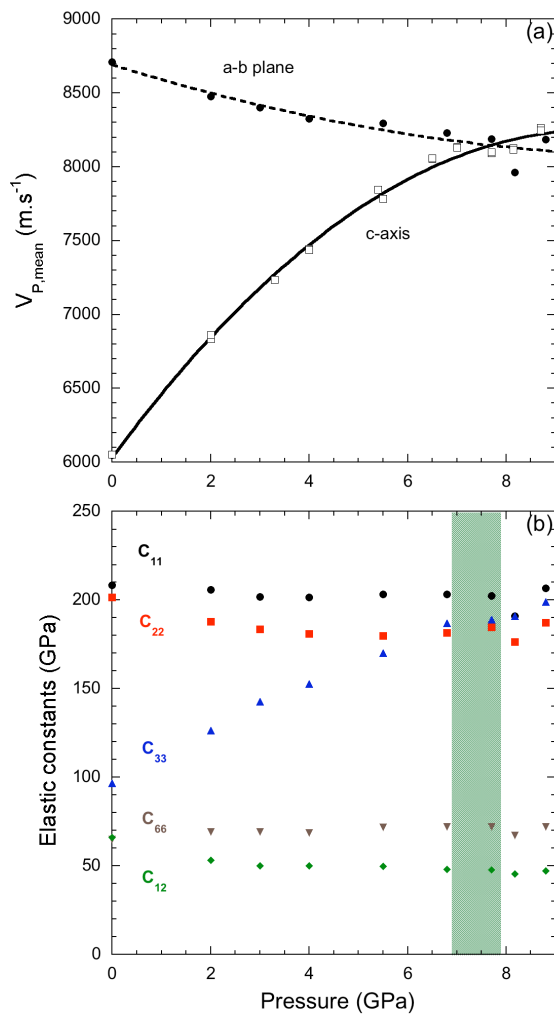 (a)
9000
8500
8000
7500
7000
6500
6000
V_P,mean (m.s⁻¹)
a-b plane
c-axis
0 2 4 6 8
(b)
250
200
150
100
50
0
Elastic constants (GPa)
C₁₁
C₂₂
C₃₃
C₆₆
C₁₂
0 2 4 6 8
Pressure (GPa)